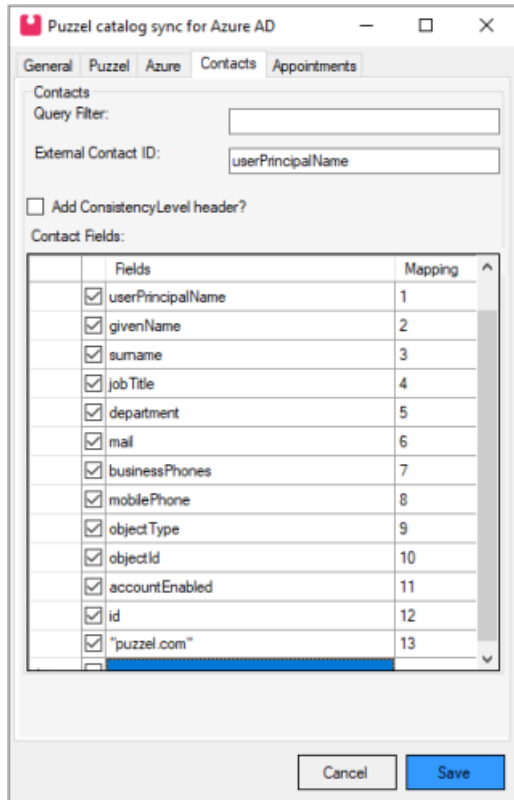 Puzzel catalog sync for Azure AD
General Puzzel Azure Contacts Appointments
Contacts
Query Filter:
External Contact ID: userPrincipalName
Add ConsistencyLevel header?
Contact Fields:
Fields Mapping
userPrincipalName 1
givenName 2
surname 3
jobTitle 4
department 5
mail 6
businessPhones 7
mobilePhone 8
objectType 9
objectId 10
accountEnabled 11
id 12
"puzzel.com" 13
Cancel Save